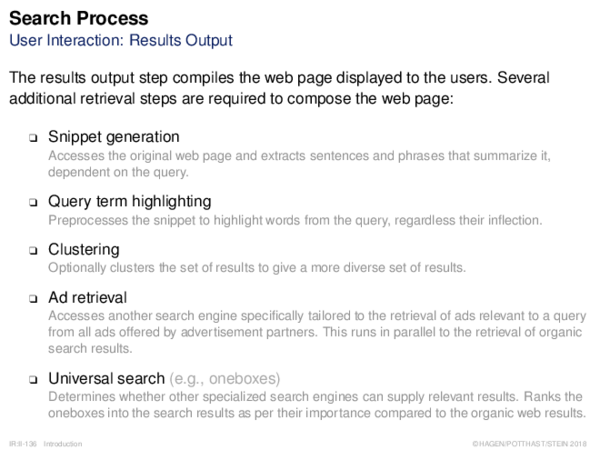 Search Process
User Interaction: Results Output
The results output step compiles the web page displayed to the users. Several
additional retrieval steps are required to compose the web page:
❏ Snippet generation
Accesses the original web page and extracts sentences and phrases that summarize it,
dependent on the query.
❏ Query term highlighting
Preprocesses the snippet to highlight words from the query, regardless their inflection.
❏ Clustering
Optionally clusters the set of results to give a more diverse set of results.
❏ Ad retrieval
Accesses another search engine specifically tailored to the retrieval of ads relevant to a query
from all ads offered by advertisement partners. This runs in parallel to the retrieval of organic
search results.
❏ Universal search (e.g., oneboxes)
Determines whether other specialized search engines can supply relevant results. Ranks the
oneboxes into the search results as per their importance compared to the organic web results.
IR:II-136 Introduction ©HAGEN/POTTHAST/STEIN 2018